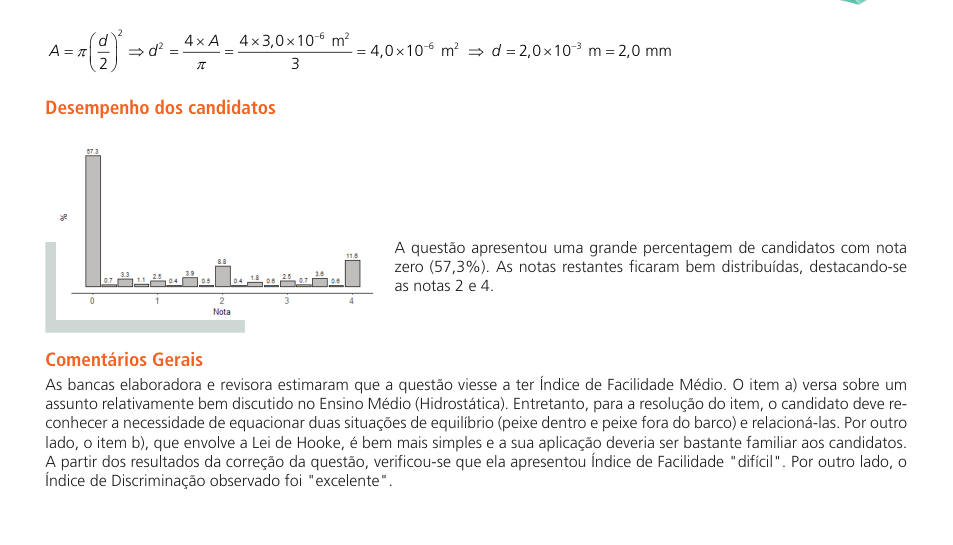 A = π(d/2)² ⇒ d² = 4 × A / π = 4 × 3,0 × 10⁻⁶ m² / 3 = 4,0 × 10⁻⁶ m² ⇒ d = 2,0 × 10⁻³ m = 2,0 mm
Desempenho dos candidatos
57.3
%
0.7 3.3 1.1 2.5 0.4 3.9 0.5 8.8 0.4 1.8 0.6 2.5 0.7 3.6 0.6 11.6
0 1 2 3 4
Nota
A questão apresentou uma grande percentagem de candidatos com nota
zero (57,3%). As notas restantes ficaram bem distribuídas, destacando-se
as notas 2 e 4.
Comentários Gerais
As bancas elaboradora e revisora estimaram que a questão viesse a ter Índice de Facilidade Médio. O item a) versa sobre um
assunto relativamente bem discutido no Ensino Médio (Hidrostática). Entretanto, para a resolução do item, o candidato deve re-
conhecer a necessidade de equacionar duas situações de equilíbrio (peixe dentro e peixe fora do barco) e relacioná-las. Por outro
lado, o item b), que envolve a Lei de Hooke, é bem mais simples e a sua aplicação deveria ser bastante familiar aos candidatos.
A partir dos resultados da correção da questão, verificou-se que ela apresentou Índice de Facilidade "difícil". Por outro lado, o
Índice de Discriminação observado foi "excelente".